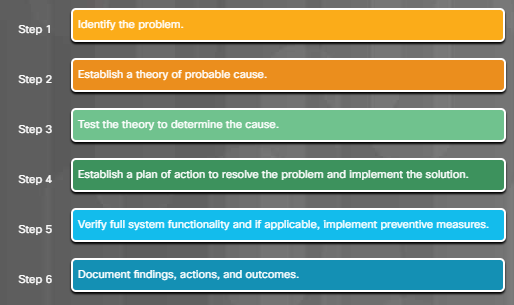 Step 1 Identify the problem.
Step 2 Establish a theory of probable cause.
Step 3 Test the theory to determine the cause.
Step 4 Establish a plan of action to resolve the problem and implement the solution.
Step 5 Verify full system functionality and if applicable, implement preventive measures.
Step 6 Document findings, actions, and outcomes.